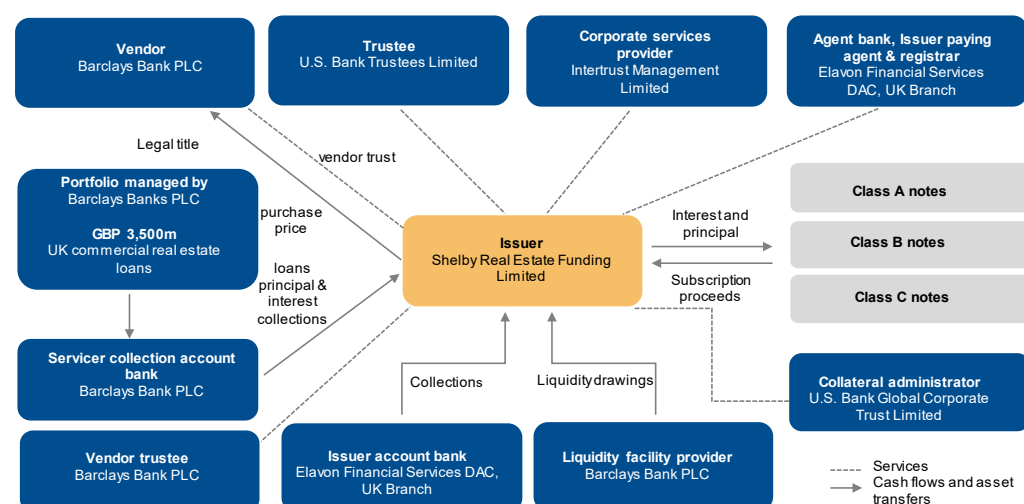 Vendor
Barclays Bank PLC
Trustee
U.S. Bank Trustees Limited
Corporate services
provider
Intertrust Management
Limited
Agent bank, Issuer paying
agent & registrar
Elavon Financial Services
DAC, UK Branch
Legal title
vendor trust
Portfolio managed by
Barclays Banks PLC
GBP 3,500m
UK commercial real estate
loans
purchase
price
Issuer
Shelby Real Estate Funding
Limited
Interest and
principal
Subscription
proceeds
Class A notes
Class B notes
Class C notes
loans
principal &
interest
collections
Servicer collection account
bank
Barclays Bank PLC
Collections
Liquidity drawings
Collateral administrator
U.S. Bank Global Corporate
Trust Limited
Vendor trustee
Barclays Bank PLC
Issuer account bank
Elavon Financial Services DAC,
UK Branch
Liquidity facility provider
Barclays Bank PLC
Services
Cash flows and asset
transfers